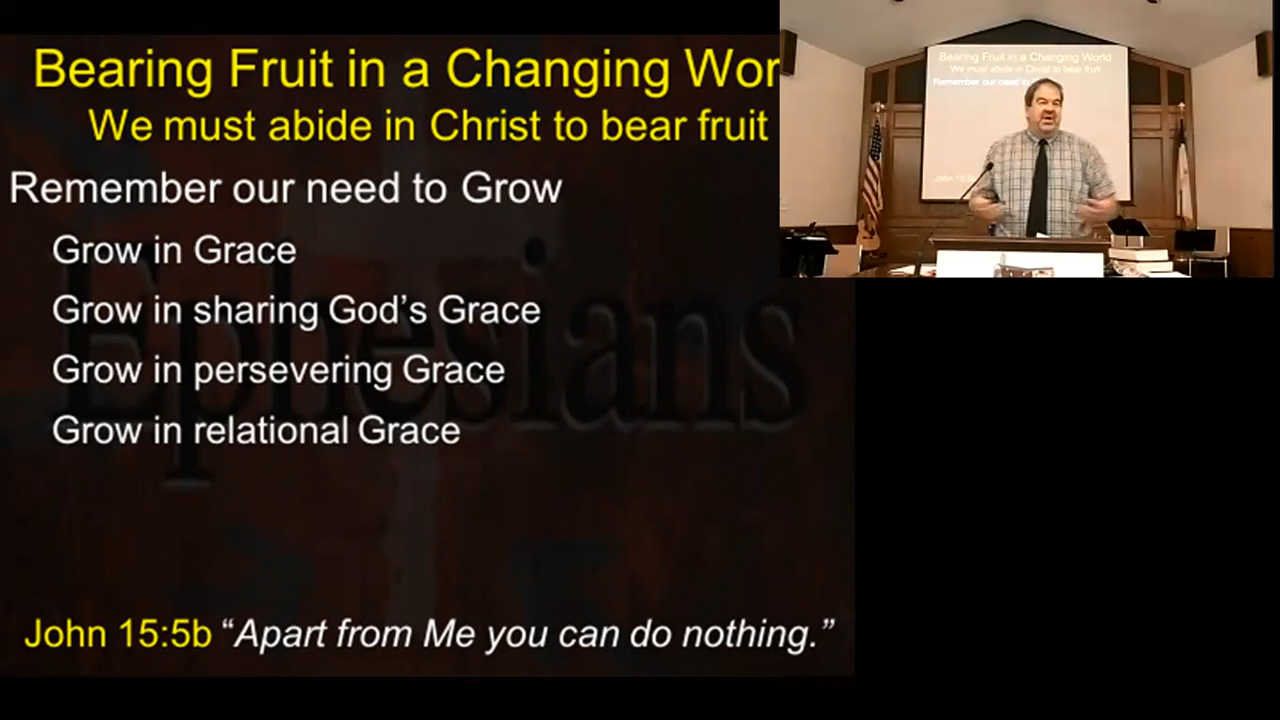 Bearing Fruit in a Changing Wor
We must abide in Christ to bear fruit
Remember our need to Grow
Grow in Grace
Grow in sharing God’s Grace
Grow in persevering Grace
Grow in relational Grace
Ephesians
John 15:5b “Apart from Me you can do nothing.”
Bearing Fruit in a Changing World
We must abide in Christ to bear fruit
Remember our need
John 15:5